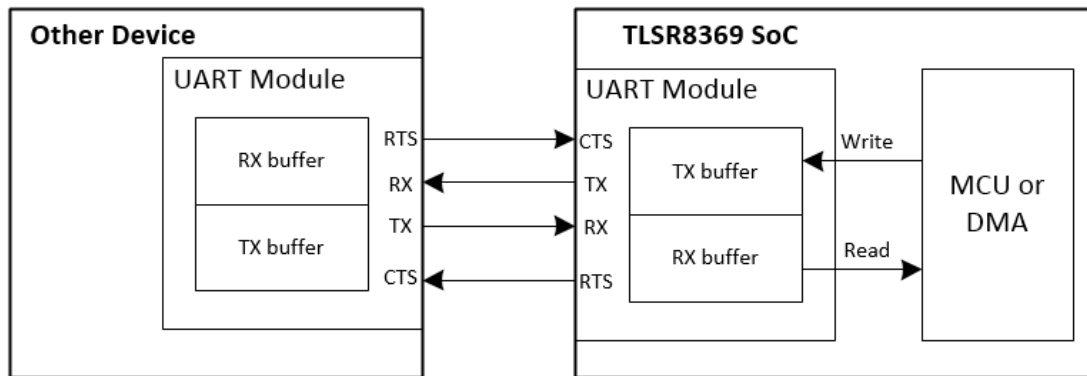 Other Device
UART Module
RX buffer
TX buffer
RTS
RX
TX
CTS
TLSR8369 SoC
UART Module
CTS
TX
RX
RTS
TX buffer
RX buffer
Write
Read
MCU or
DMA